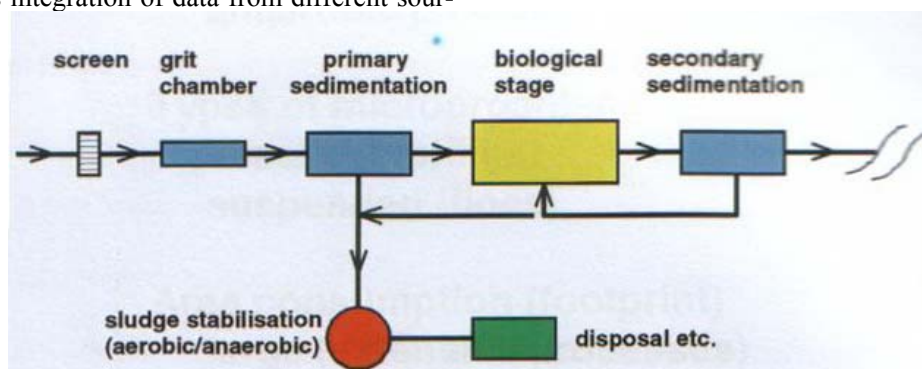 integration of data from different sour-
screen
grit
chamber
primary
sedimentation
biological
stage
secondary
sedimentation
sludge stabilisation
(aerobic/anaerobic)
disposal etc.